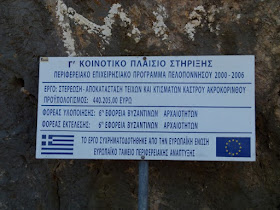 Γ' ΚΟΙΝΟΤΙΚΟ ΠΛΑΙΣΙΟ ΣΤΗΡΙΞΗΣ
ΠΕΡΙΦΕΡΕΙΑΚΟ ΕΠΙΧΕΙΡΗΣΙΑΚΟ ΠΡΟΓΡΑΜΜΑ ΠΕΛΟΠΟΝΝΗΣΟΥ 2000 - 2006
ΕΡΓΟ: ΣΤΕΡΕΩΣΗ - ΑΠΟΚΑΤΑΣΤΑΣΗ ΤΕΙΧΩΝ ΚΑΙ ΚΤΙΣΜΑΤΩΝ ΚΑΣΤΡΟΥ ΑΚΡΟΚΟΡΙΝΘΟΥ
ΠΡΟΫΠΟΛΟΓΙΣΜΟΣ: 440.205,00 ΕΥΡΩ
ΦΟΡΕΑΣ ΥΛΟΠΟΙΗΣΗΣ: 6η ΕΦΟΡΕΙΑ ΒΥΖΑΝΤΙΝΩΝ ΑΡΧΑΙΟΤΗΤΩΝ
ΦΟΡΕΑΣ ΕΚΤΕΛΕΣΗΣ: 6η ΕΦΟΡΕΙΑ ΒΥΖΑΝΤΙΝΩΝ ΑΡΧΑΙΟΤΗΤΩΝ
ΤΟ ΕΡΓΟ ΣΥΓΧΡΗΜΑΤΟΔΟΤΗΘΗΚΕ ΑΠΟ ΤΗΝ ΕΥΡΩΠΑΪΚΗ ΕΝΩΣΗ
ΕΥΡΩΠΑΪΚΟ ΤΑΜΕΙΟ ΠΕΡΙΦΕΡΕΙΑΚΗΣ ΑΝΑΠΤΥΞΗΣ